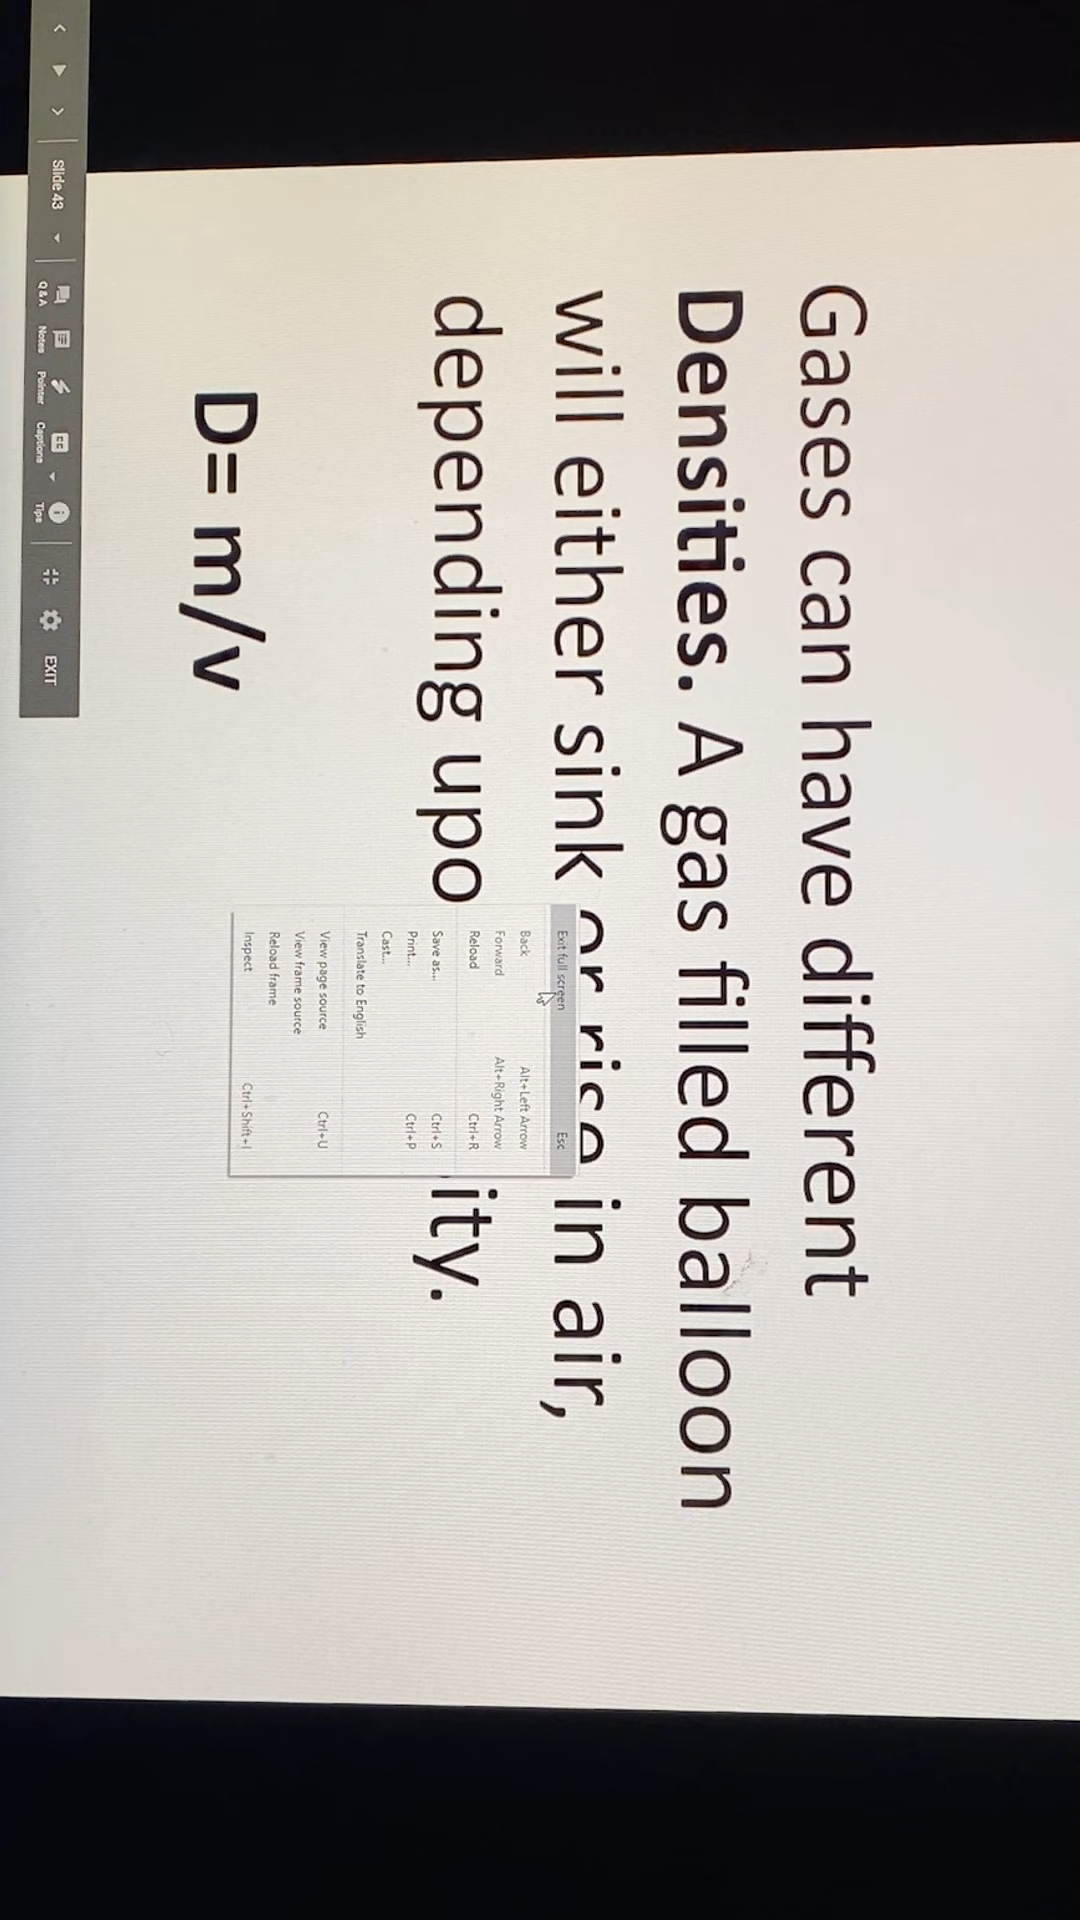 Gases can have different
Densities. A gas filled balloon
will either sink or rise in air,
depending upo
ity.
D= m/v
Exit full screen Esc
Back Alt+Left Arrow
Forward Alt+Right Arrow
Reload Ctrl+R
Save as... Ctrl+S
Print... Ctrl+P
Cast...
Translate to English
View page source Ctrl+U
View frame source
Reload frame
Inspect Ctrl+Shift+I
Slide 43
Q&A Notes Pointer Captions Tips EXIT